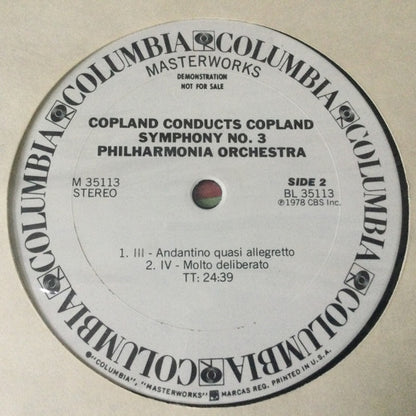 COLUMBIA COLUMBIA COLUMBIA COLUMBIA COLUMBIA COLUMBIA
MASTERWORKS
DEMONSTRATION
NOT FOR SALE
COPLAND CONDUCTS COPLAND
SYMPHONY NO. 3
PHILHARMONIA ORCHESTRA
M 35113
STEREO
SIDE 2
BL 35113
℗1978 CBS Inc.
1. III - Andantino quasi allegretto
2. IV - Molto deliberato
TT: 24:39
® "COLUMBIA", "MASTERWORKS", MARCAS REG. PRINTED IN U.S.A.